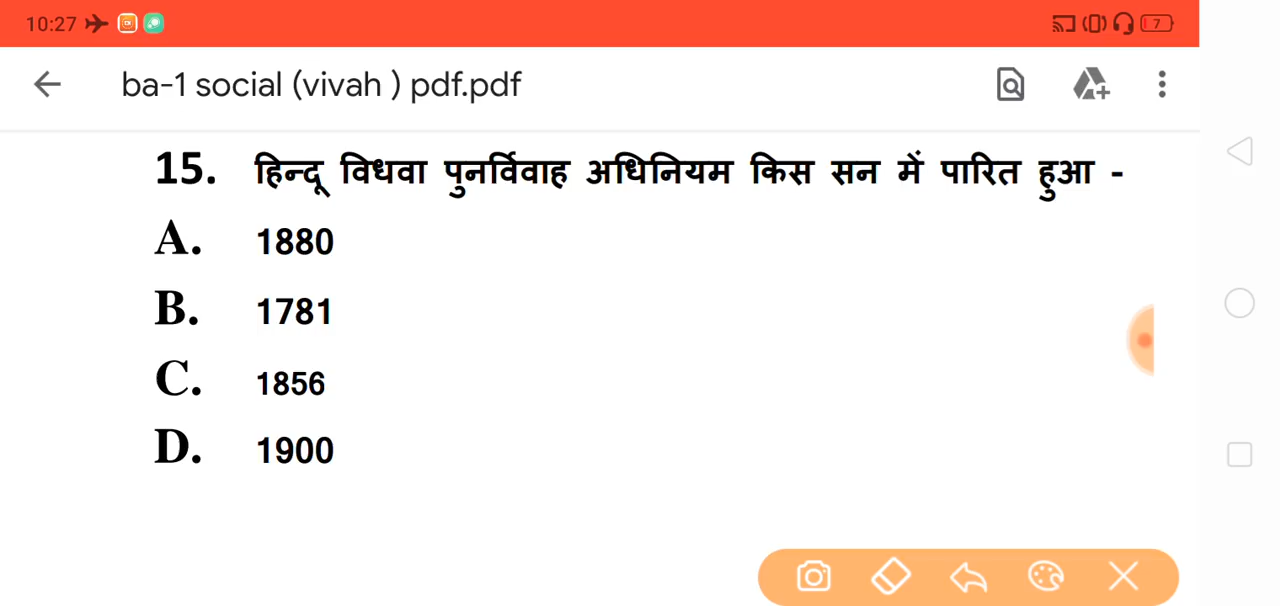 10:27
7
ba-1 social (vivah ) pdf.pdf
15. हिन्दू विधवा पुनर्विवाह अधिनियम किस सन में पारित हुआ -
A. 1880
B. 1781
C. 1856
D. 1900